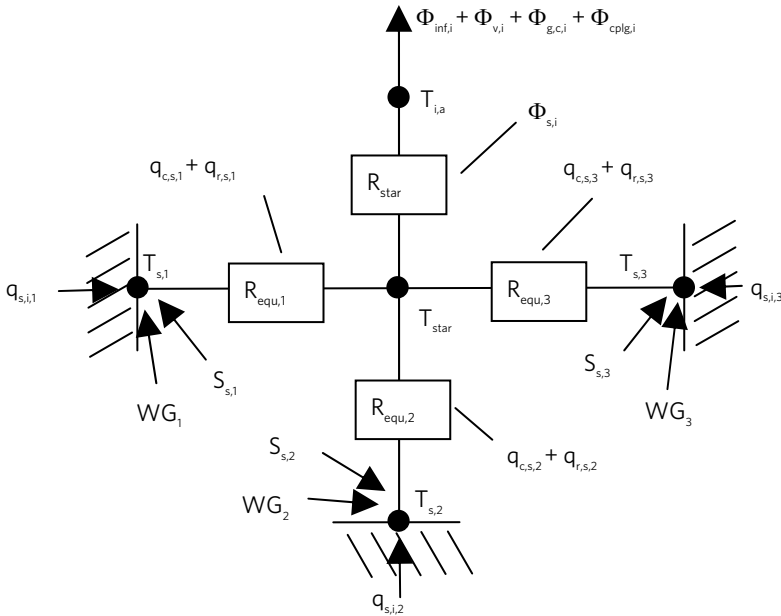 Φinf,i + Φv,i + Φg,c,i + Φcplg,i
Ti,a
Φs,i
qc,s,1 + qr,s,1
Rstar
qc,s,3 + qr,s,3
Ts,1
Ts,3
qs,i,1
Requ,1
Requ,3
qs,i,3
Tstar
Ss,1
Ss,3
WG1
WG3
Requ,2
Ss,2
qc,s,2 + qr,s,2
WG2
Ts,2
qs,i,2